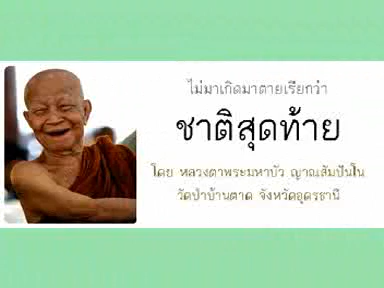 ไม่มาเกิดมาตายเรียกว่า
ชาติสุดท้าย
โดย หลวงตาพระมหาบัว ญาณสัมปันโน
วัดป่าบ้านตาด จังหวัดอุดรธานี